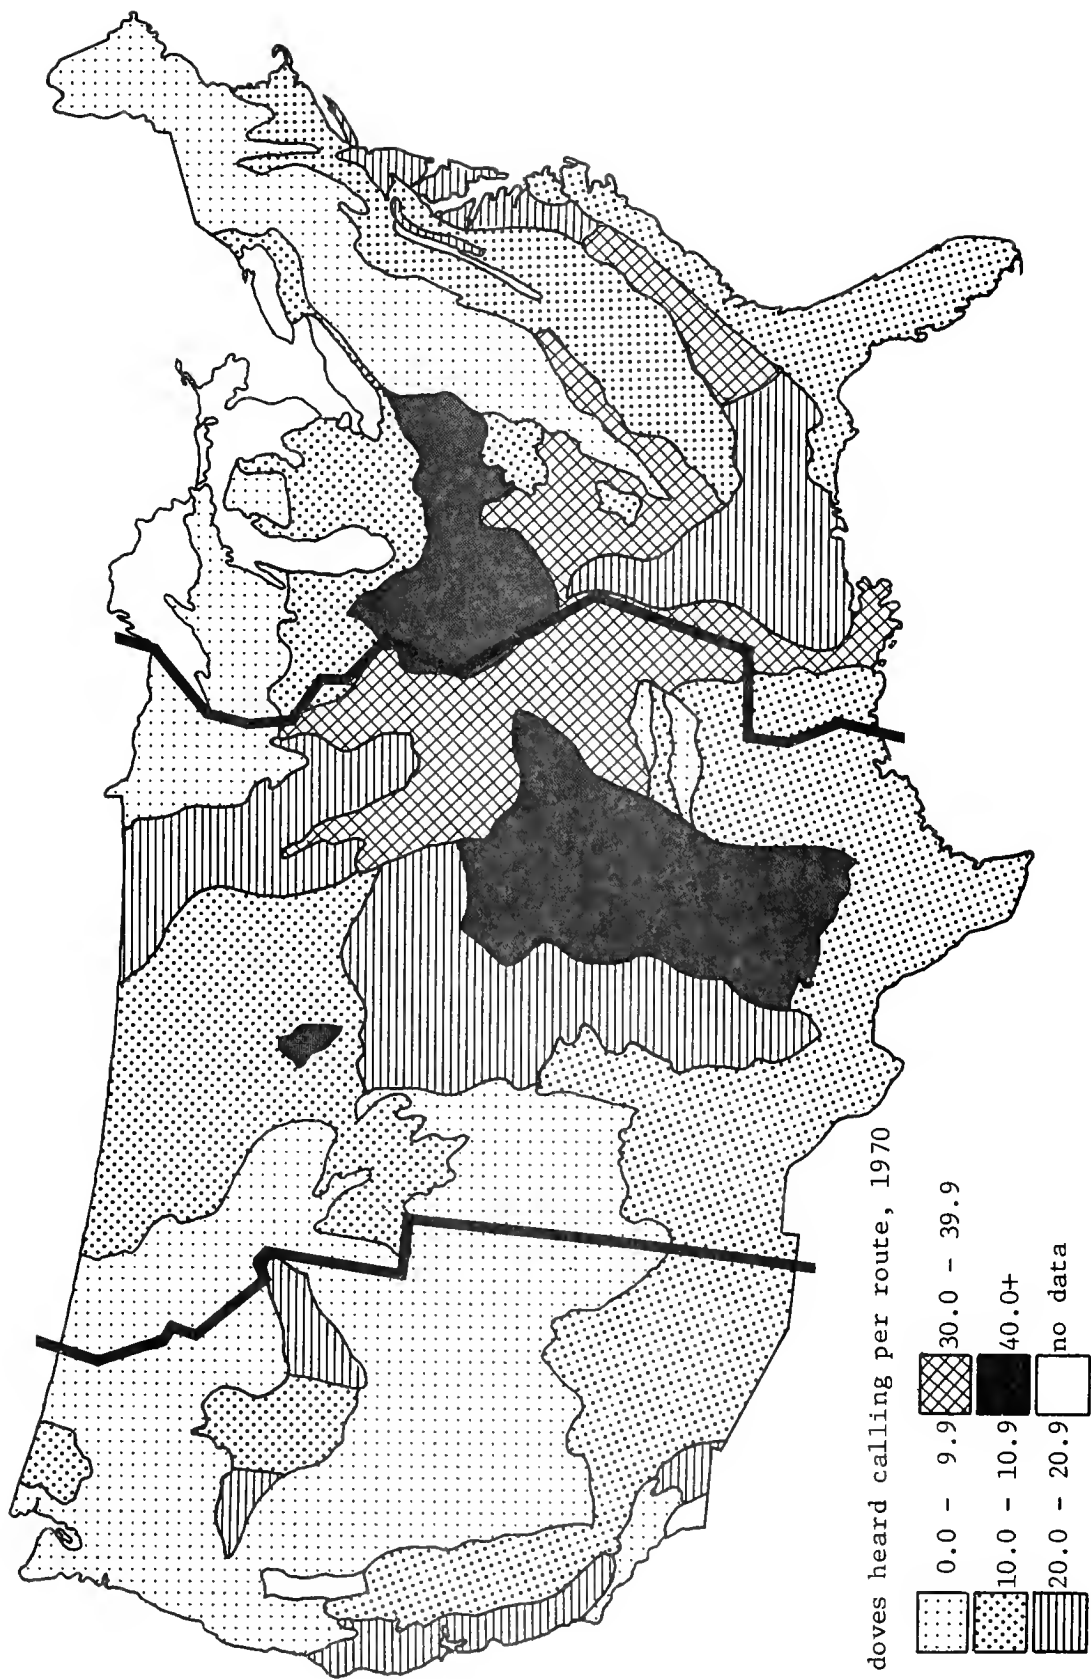 doves heard calling per route, 1970
0.0 - 9.9
10.0 - 10.9
20.0 - 20.9
30.0 - 39.9
40.0+
no data